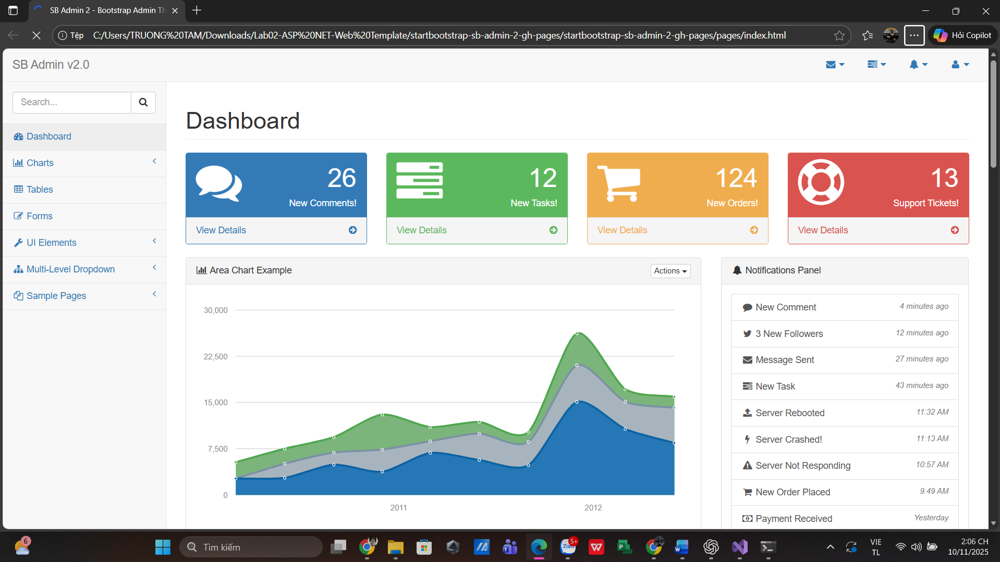 SB Admin 2 - Bootstrap Admin Th
Tệp
C:/Users/TRUONG%20TAM/Downloads/Lab02-ASP%20NET-Web%20Template/startbootstrap-sb-admin-2-gh-pages/startbootstrap-sb-admin-2-gh-pages/pages/index.html
Hỏi Copilot
SB Admin v2.0
Search...
Dashboard
Charts
Tables
Forms
UI Elements
Multi-Level Dropdown
Sample Pages
Dashboard
26
New Comments!
View Details
12
New Tasks!
View Details
124
New Orders!
View Details
13
Support Tickets!
View Details
Area Chart Example
Actions
30,000
22,500
15,000
7,500
0
2011
2012
Notifications Panel
New Comment 4 minutes ago
3 New Followers 12 minutes ago
Message Sent 27 minutes ago
New Task 43 minutes ago
Server Rebooted 11:32 AM
Server Crashed! 11:13 AM
Server Not Responding 10:57 AM
New Order Placed 9:49 AM
Payment Received Yesterday
6
Tìm kiếm
Zalo
5+
VIE
TL
2:06 CH
10/11/2025